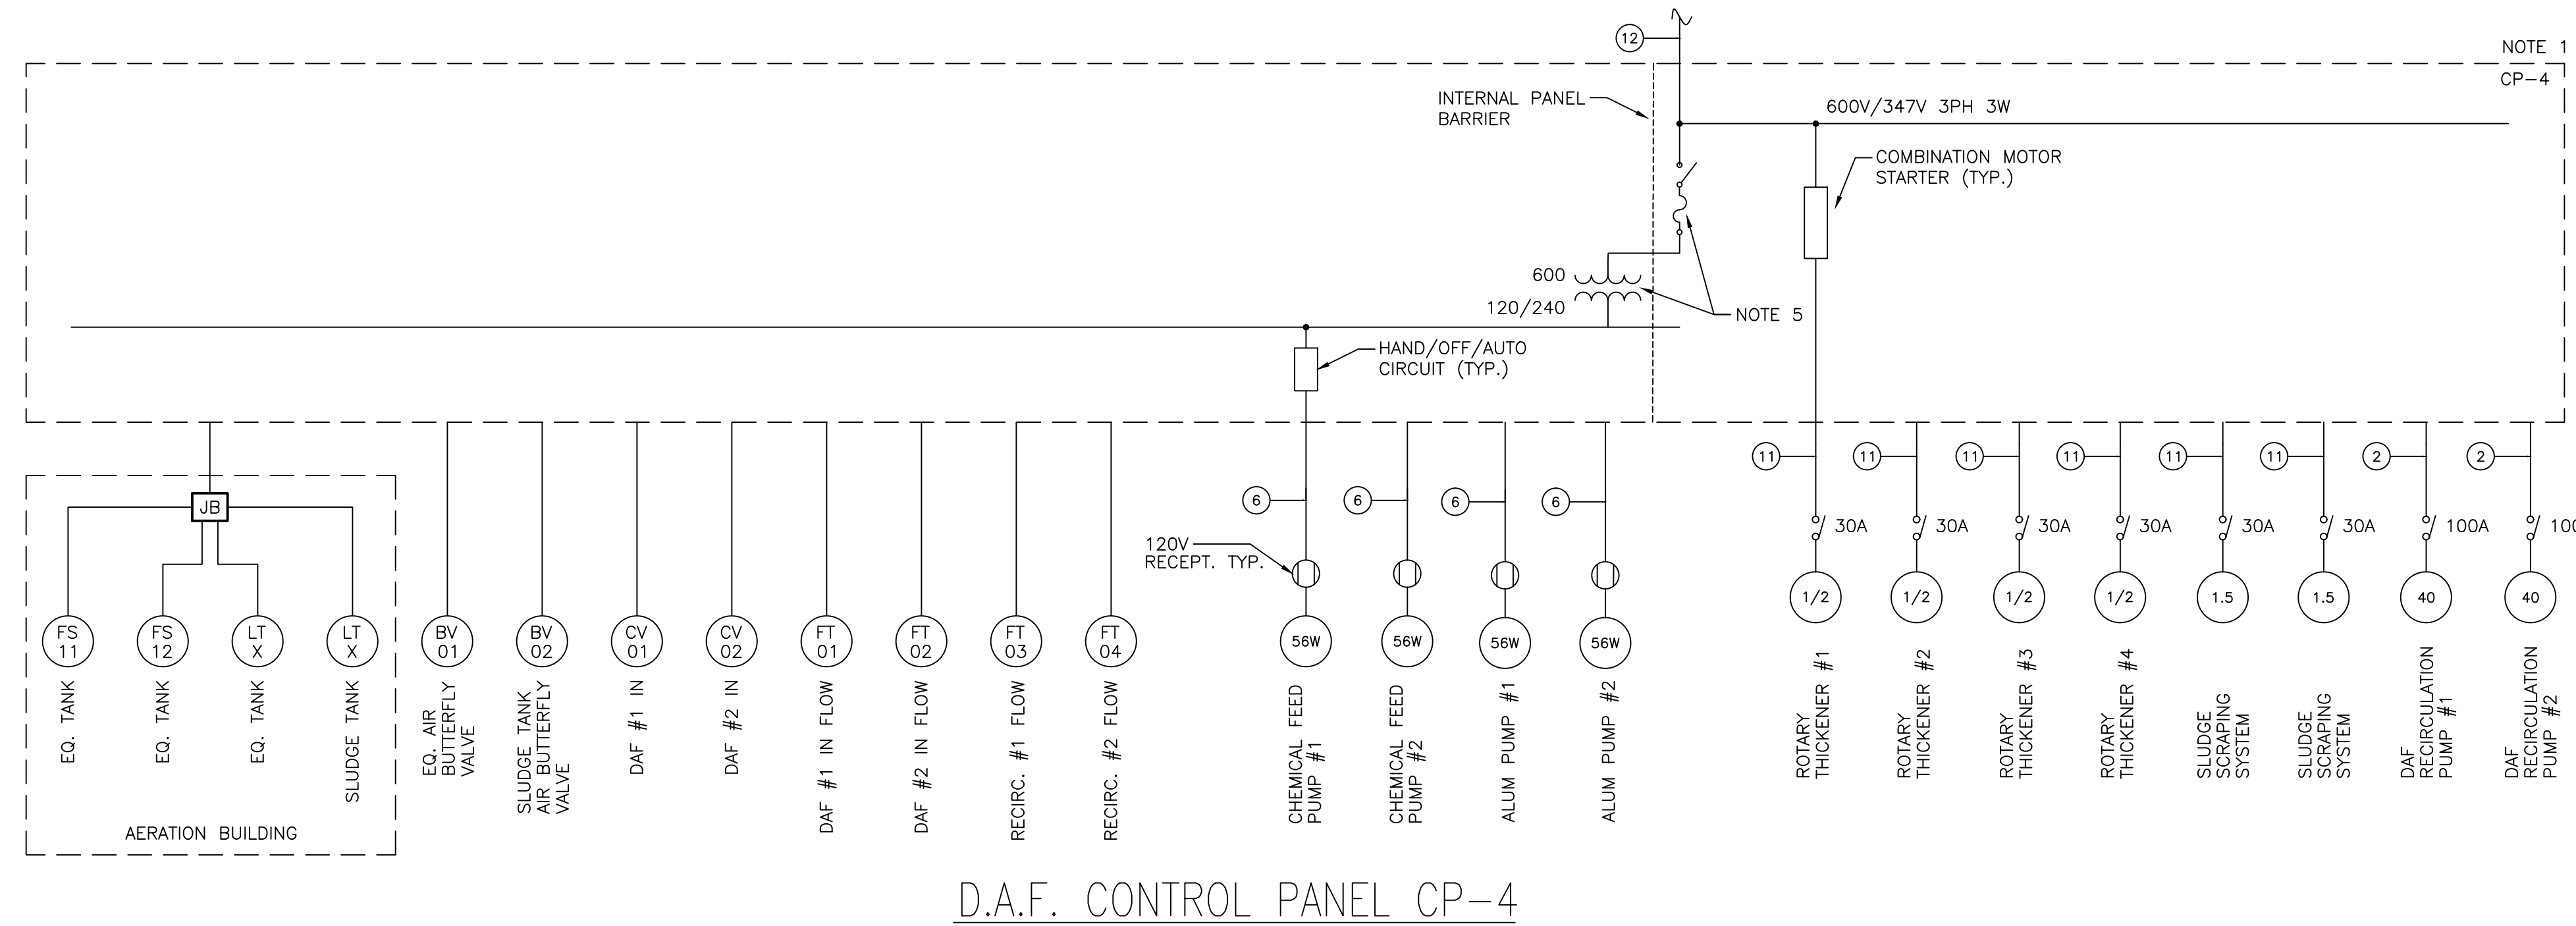 12
NOTE 1
CP-4
INTERNAL PANEL
BARRIER
600V/347V 3PH 3W
COMBINATION MOTOR
STARTER (TYP.)
600
120/240
NOTE 5
HAND/OFF/AUTO
CIRCUIT (TYP.)
11
11
11
11
11
11
2
2
6
6
6
6
JB
30A
30A
30A
30A
30A
30A
100A
100
120V
RECEPT. TYP.
1/2
1/2
1/2
1/2
1.5
1.5
40
40
FS
11
FS
12
LT
X
LT
X
BV
01
BV
02
CV
01
CV
02
FT
01
FT
02
FT
03
FT
04
56W
56W
56W
56W
EQ. TANK
EQ. TANK
EQ. TANK
SLUDGE TANK
EQ. AIR
BUTTERFLY
VALVE
SLUDGE TANK
AIR BUTTERFLY
VALVE
DAF #1 IN
DAF #2 IN
DAF #1 IN FLOW
DAF #2 IN FLOW
RECIRC. #1 FLOW
RECIRC. #2 FLOW
CHEMICAL FEED
PUMP #1
CHEMICAL FEED
PUMP #2
ALUM PUMP #1
ALUM PUMP #2
ROTARY
THICKENER #1
ROTARY
THICKENER #2
ROTARY
THICKENER #3
ROTARY
THICKENER #4
SLUDGE
SCRAPING
SYSTEM
SLUDGE
SCRAPING
SYSTEM
DAF
RECIRCULATION
PUMP #1
DAF
RECIRCULATION
PUMP #2
AERATION BUILDING
D.A.F. CONTROL PANEL CP-4